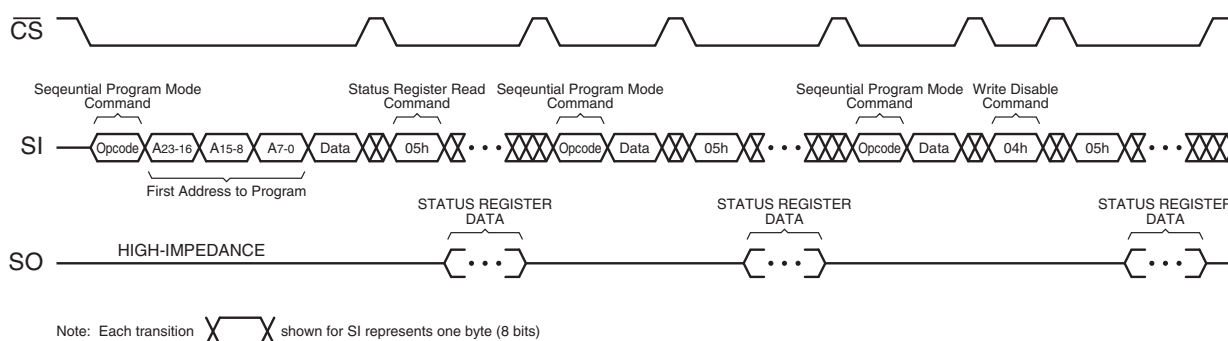 CS
Seqeuntial Program Mode
Command
Status Register Read
Command
Seqeuntial Program Mode
Command
Seqeuntial Program Mode
Command
Write Disable
Command
SI
Opcode A23-16 A15-8 A7-0 Data 05h • • • Opcode Data 05h • • • Opcode Data 04h 05h • • •
First Address to Program
STATUS REGISTER
DATA
STATUS REGISTER
DATA
STATUS REGISTER
DATA
SO
HIGH-IMPEDANCE
• • • • • • • • •
Note: Each transition shown for SI represents one byte (8 bits)